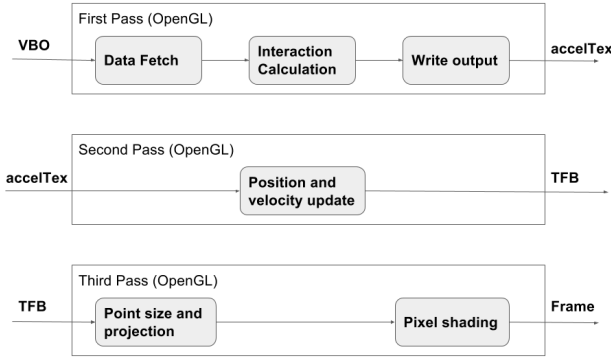 First Pass (OpenGL)
VBO
Data Fetch
Interaction
Calculation
Write output
accelTex
Second Pass (OpenGL)
accelTex
Position and
velocity update
TFB
Third Pass (OpenGL)
TFB
Point size and
projection
Pixel shading
Frame